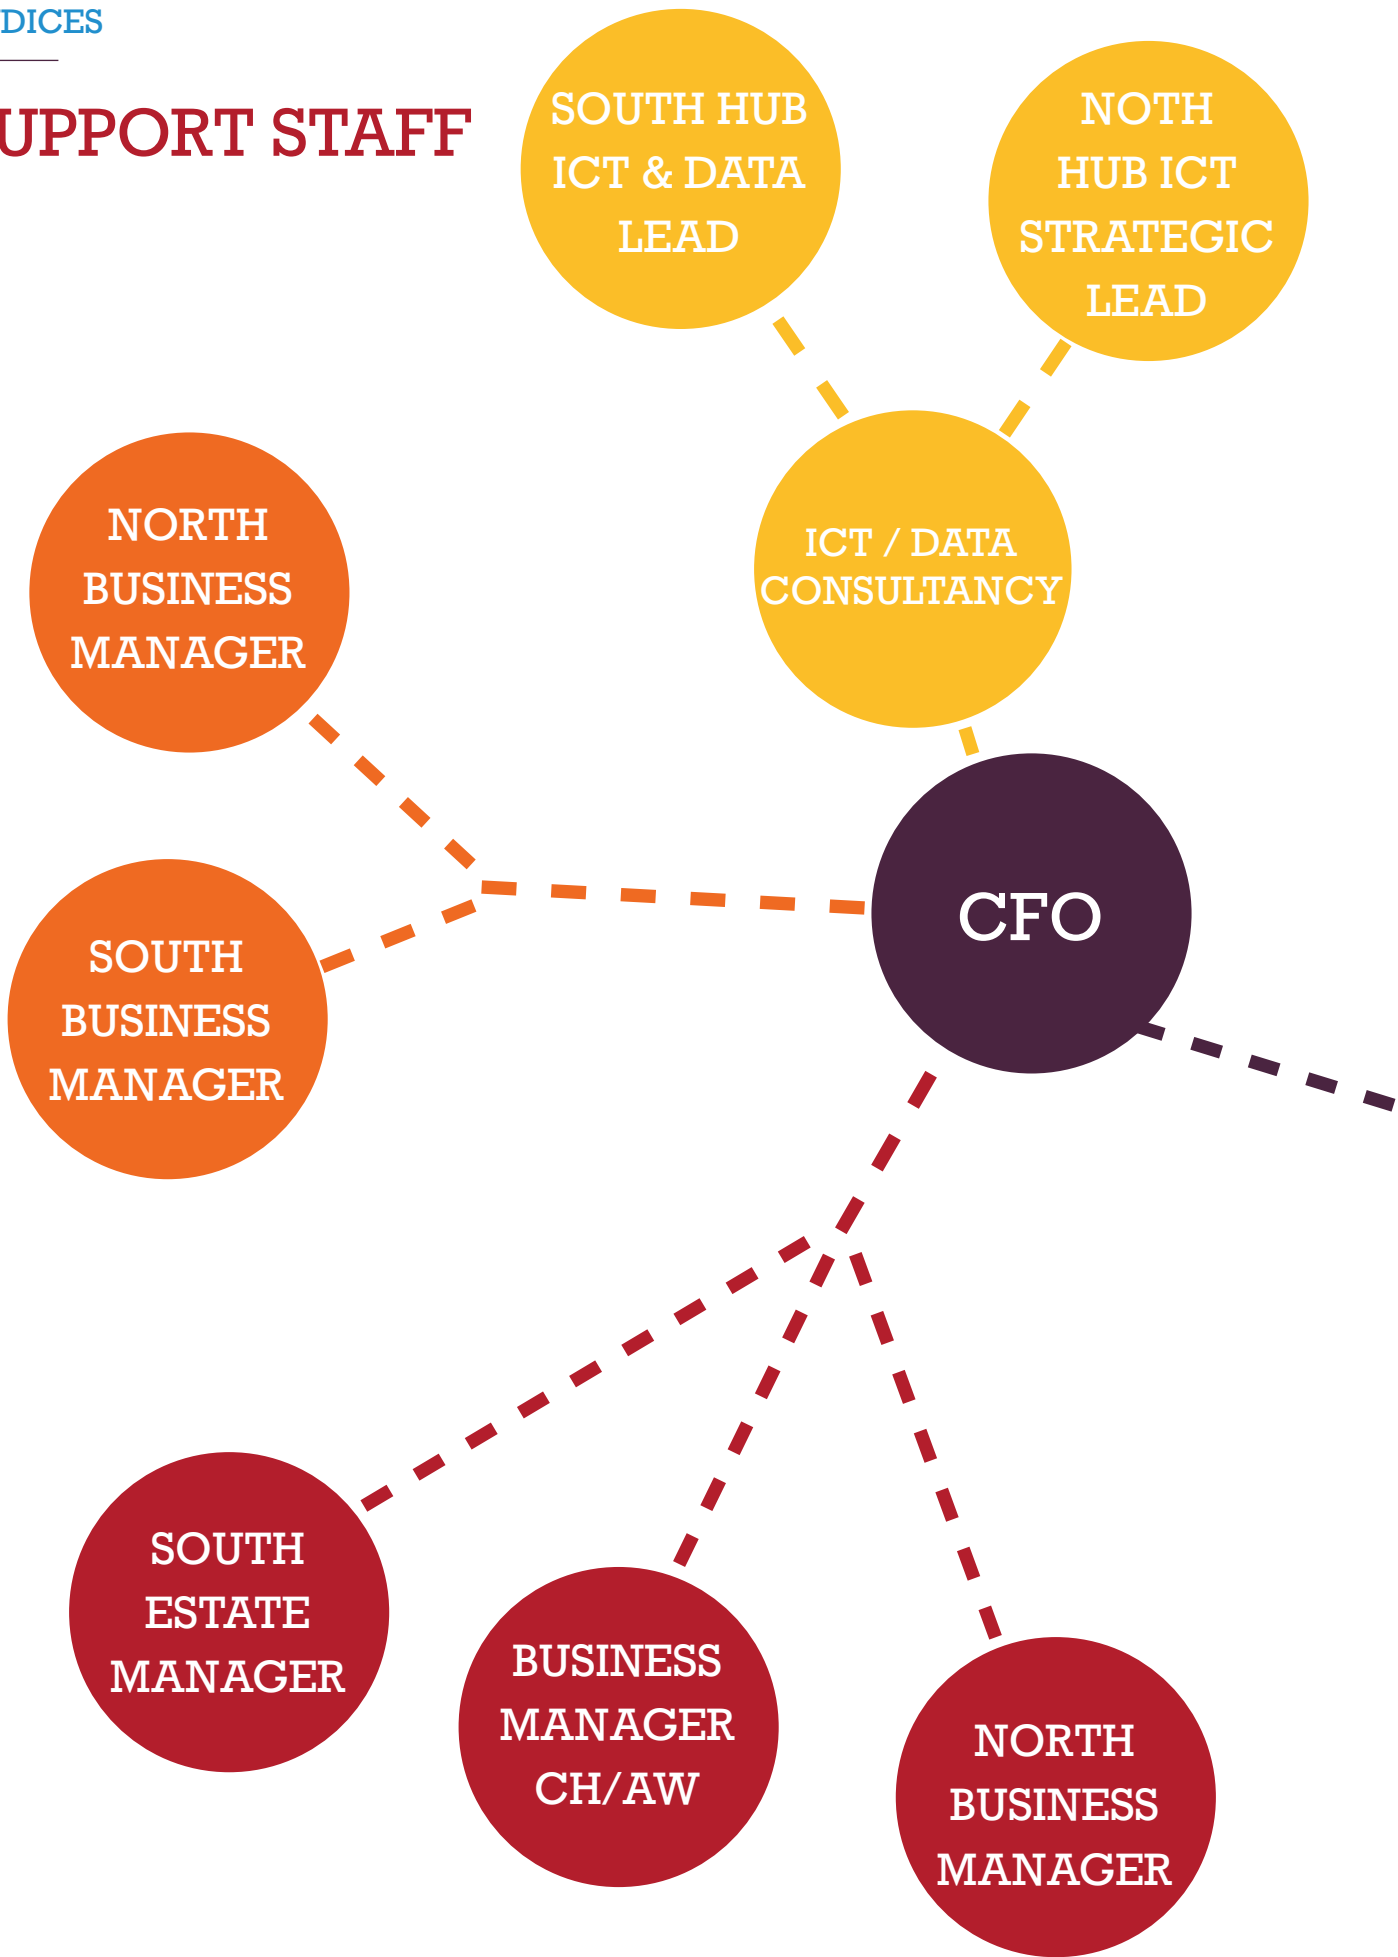 DICES
UPPORT STAFF
SOUTH HUB
ICT & DATA
LEAD
NOTH
HUB ICT
STRATEGIC
LEAD
NORTH
BUSINESS
MANAGER
ICT / DATA
CONSULTANCY
CFO
SOUTH
BUSINESS
MANAGER
SOUTH
ESTATE
MANAGER
BUSINESS
MANAGER
CH/AW
NORTH
BUSINESS
MANAGER